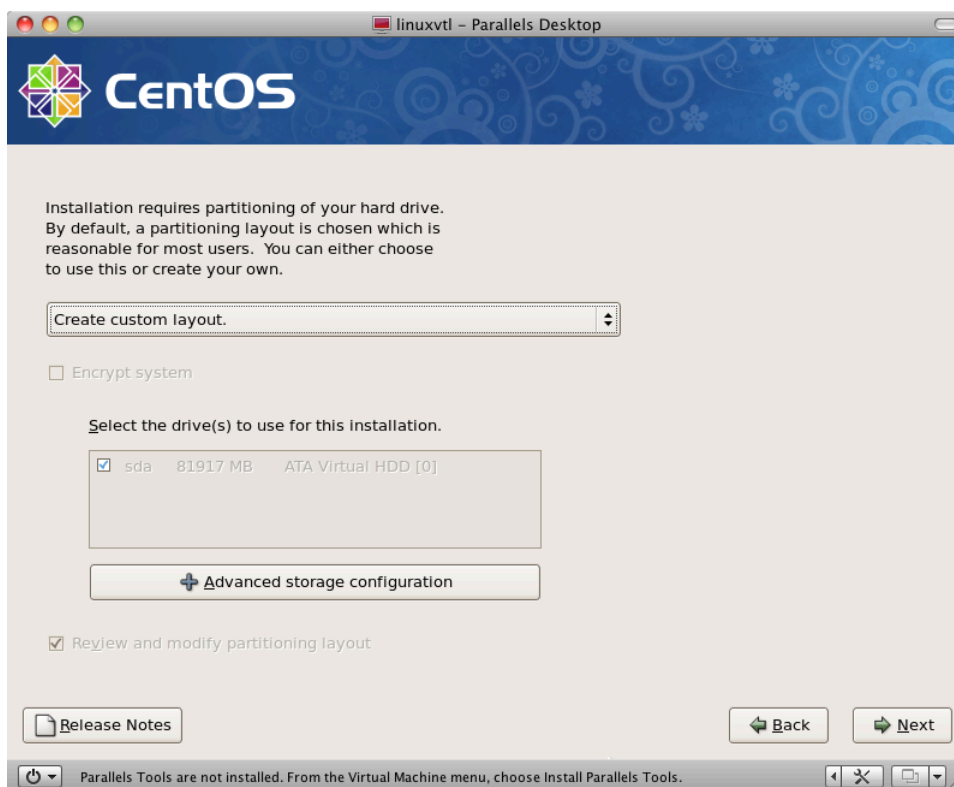 linuxvtl – Parallels Desktop
CentOS
Installation requires partitioning of your hard drive.
By default, a partitioning layout is chosen which is
reasonable for most users.  You can either choose
to use this or create your own.
Create custom layout.
Encrypt system
Select the drive(s) to use for this installation.
sda 81917 MB ATA Virtual HDD [0]
Advanced storage configuration
Review and modify partitioning layout
Release Notes
Back
Next
Parallels Tools are not installed. From the Virtual Machine menu, choose Install Parallels Tools.